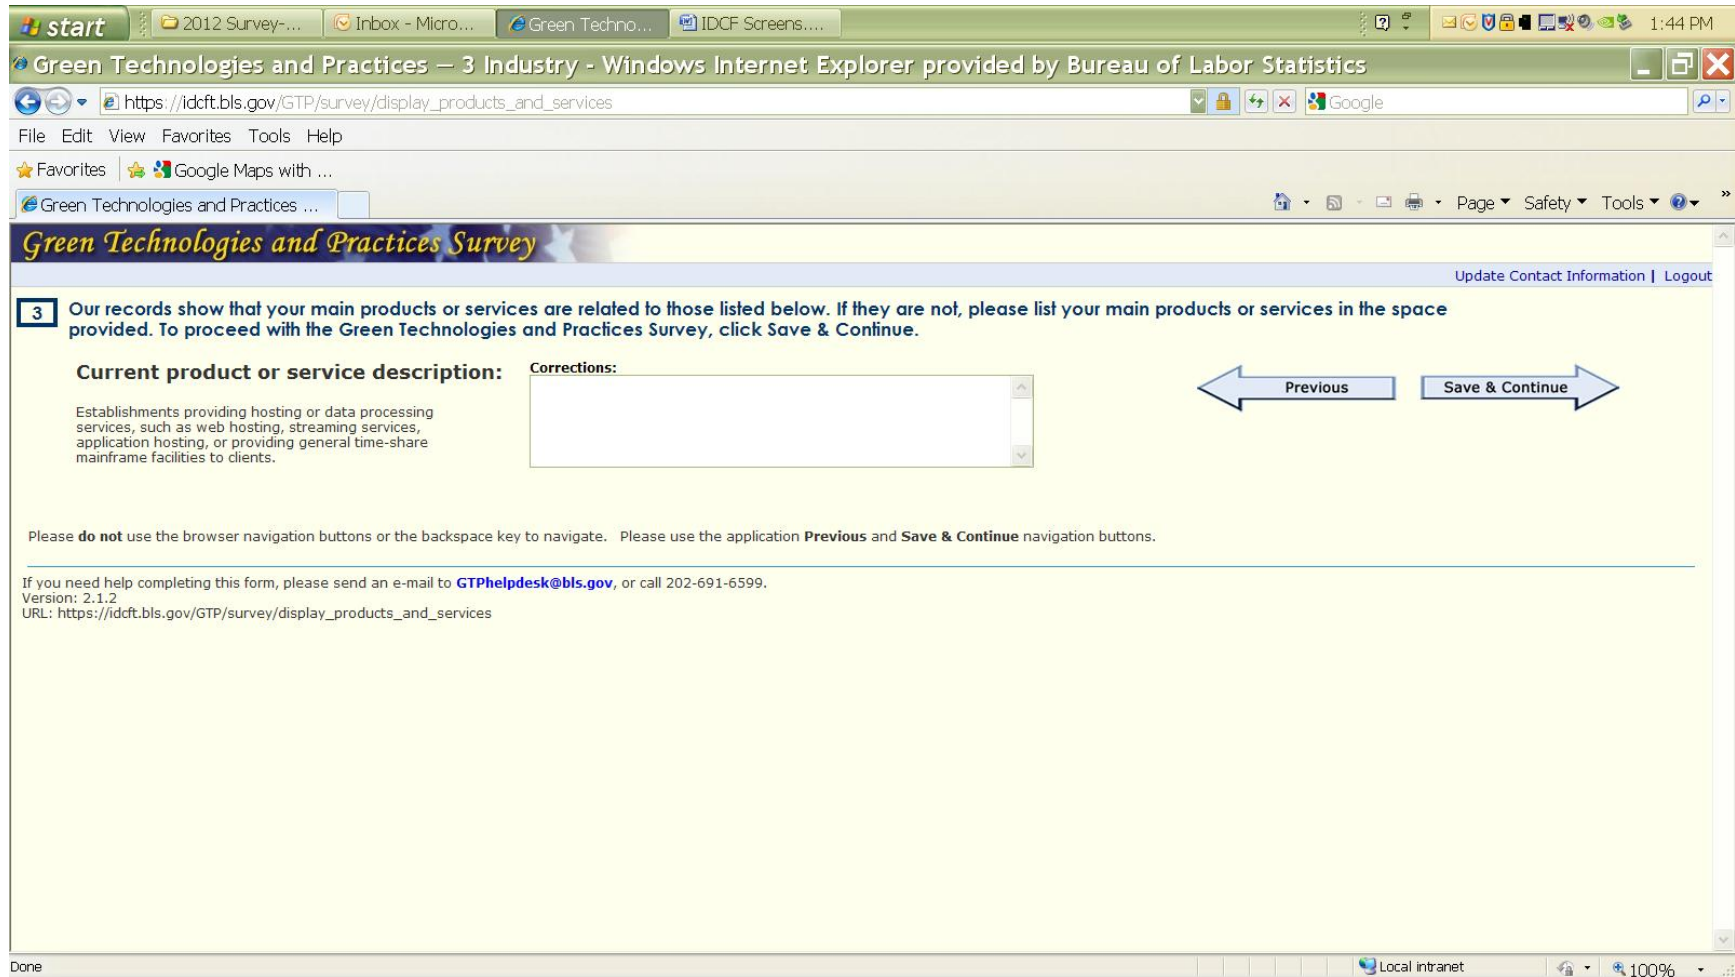 start 2012 Survey-... Inbox - Micro... Green Techno... IDCF Screens.... 1:44 PM
Green Technologies and Practices — 3 Industry - Windows Internet Explorer provided by Bureau of Labor Statistics
https://idcft.bls.gov/GTP/survey/display_products_and_services Google
File Edit View Favorites Tools Help
Favorites Google Maps with ...
Green Technologies and Practices ... Page Safety Tools »
Green Technologies and Practices Survey
Update Contact Information | Logout
3 Our records show that your main products or services are related to those listed below. If they are not, please list your main products or services in the space
provided. To proceed with the Green Technologies and Practices Survey, click Save & Continue.
Current product or service description: Corrections:
Previous Save & Continue
Establishments providing hosting or data processing
services, such as web hosting, streaming services,
application hosting, or providing general time-share
mainframe facilities to clients.
Please do not use the browser navigation buttons or the backspace key to navigate. Please use the application Previous and Save & Continue navigation buttons.
If you need help completing this form, please send an e-mail to GTPhelpdesk@bls.gov, or call 202-691-6599.
Version: 2.1.2
URL: https://idcft.bls.gov/GTP/survey/display_products_and_services
Done Local intranet 100%